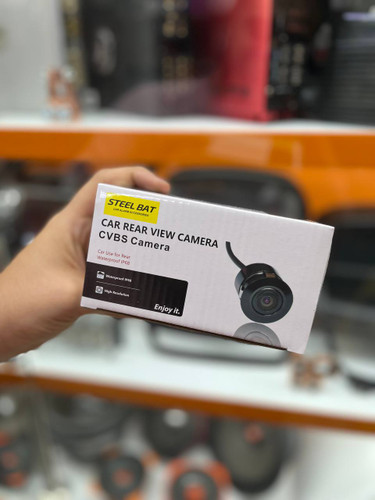 STEEL BAT
CAR REAR VIEW CAMERA
CVBS Camera
Car Use for Rear
Waterproof IP68
Waterproof IP68
High Resolution
Enjoy it.